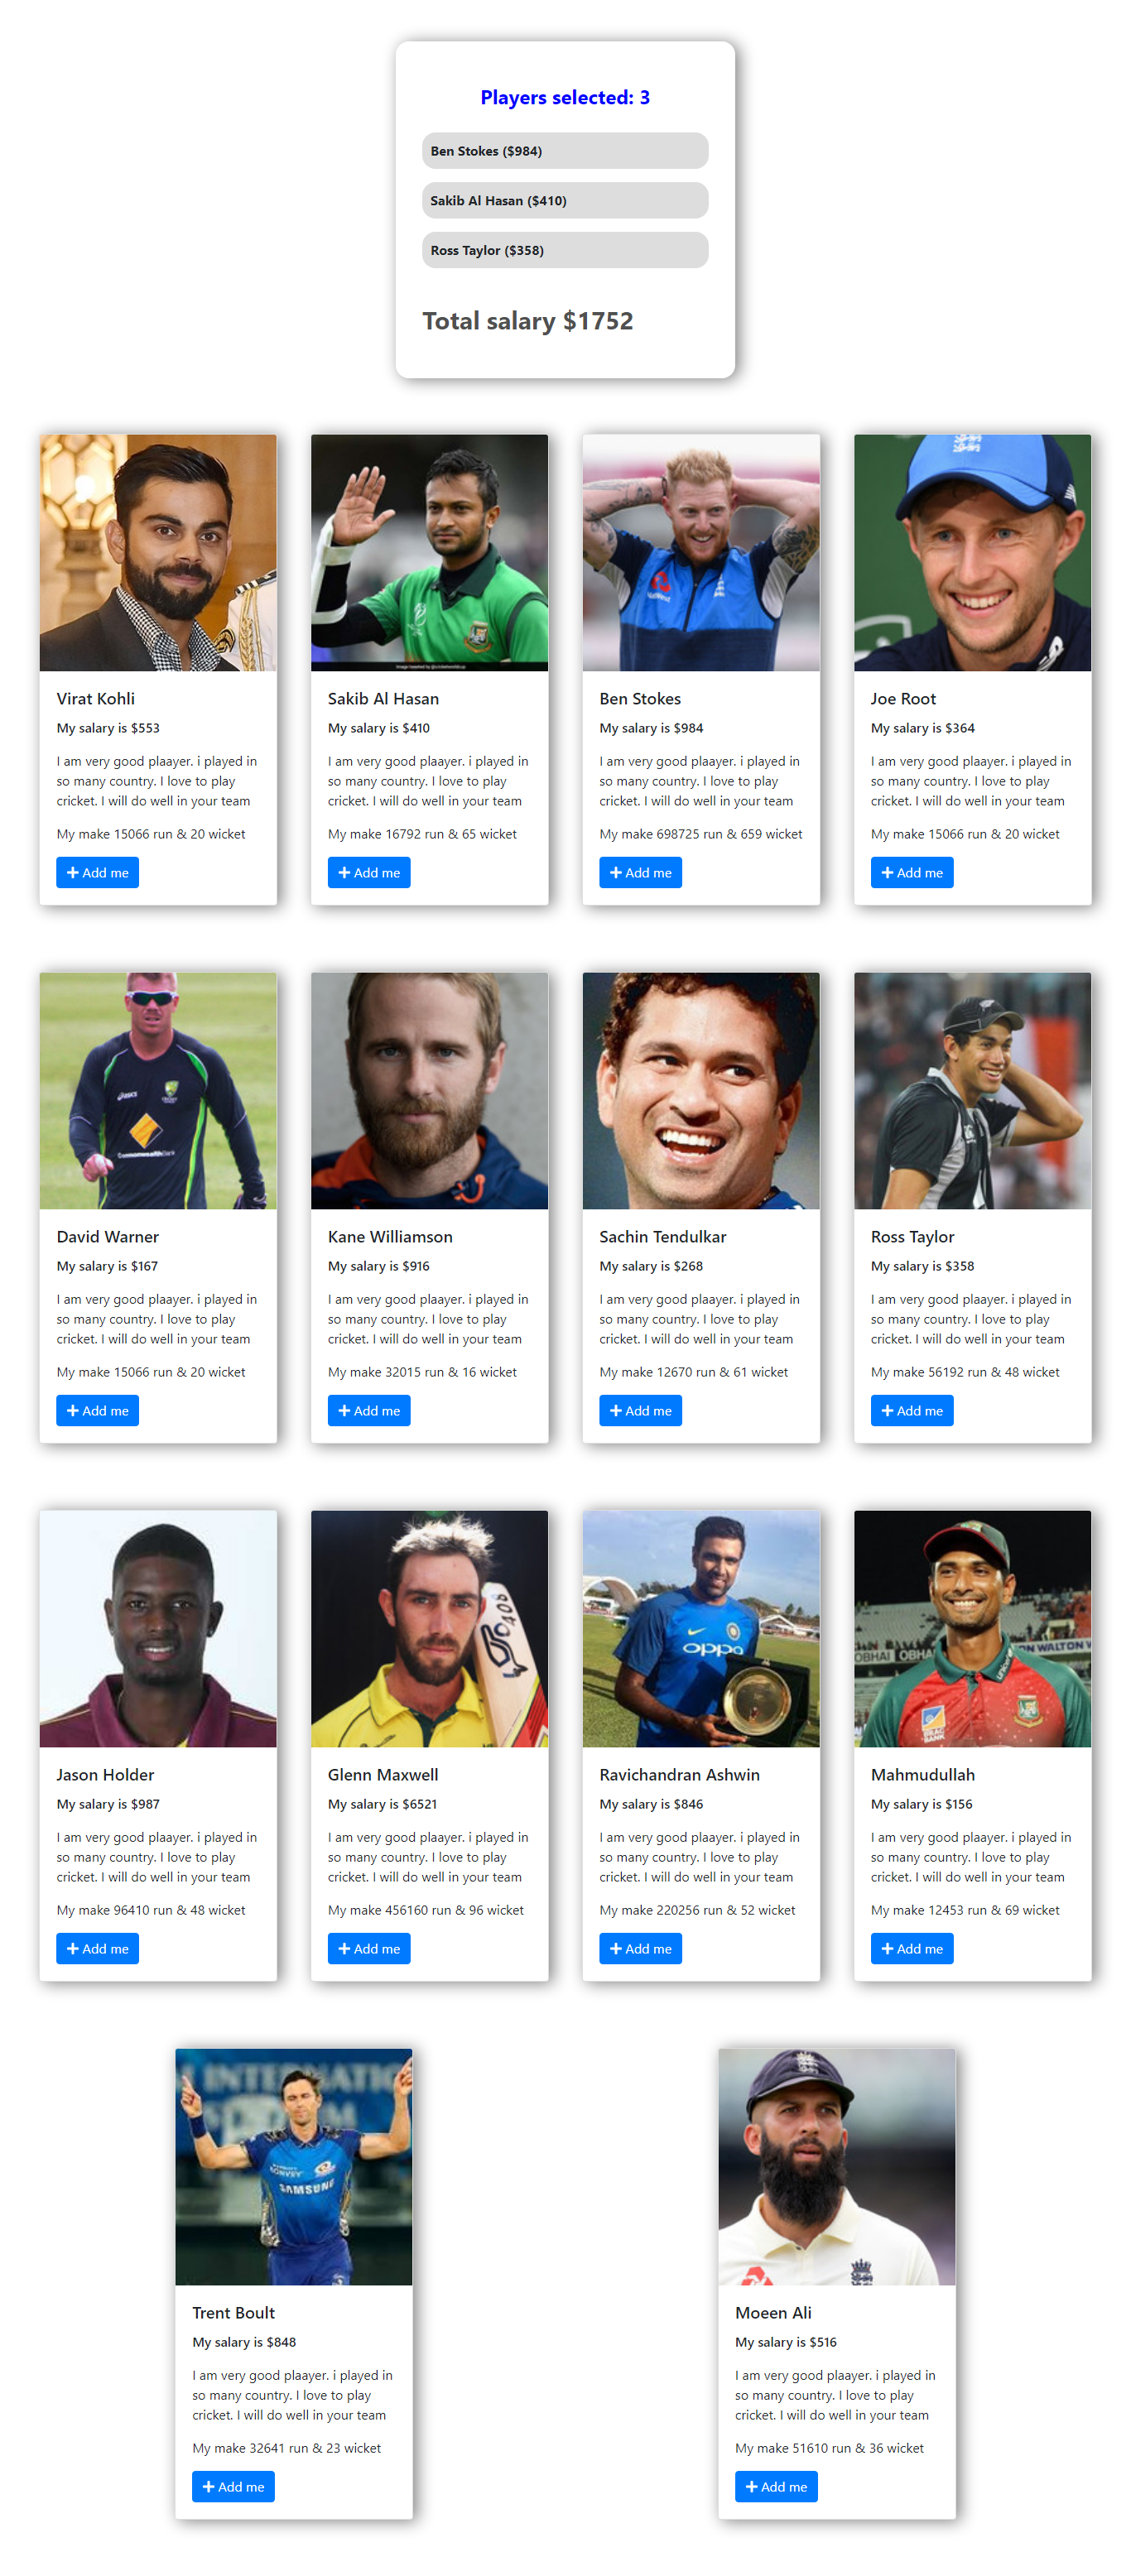 Players selected: 3
Ben Stokes ($984)
Sakib Al Hasan ($410)
Ross Taylor ($358)
Total salary $1752
Virat Kohli
My salary is $553
I am very good plaayer. i played in
so many country. I love to play
cricket. I will do well in your team
My make 15066 run & 20 wicket
Add me
Sakib Al Hasan
My salary is $410
I am very good plaayer. i played in
so many country. I love to play
cricket. I will do well in your team
My make 16792 run & 65 wicket
Add me
NatWest
Ben Stokes
My salary is $984
I am very good plaayer. i played in
so many country. I love to play
cricket. I will do well in your team
My make 698725 run & 659 wicket
Add me
Joe Root
My salary is $364
I am very good plaayer. i played in
so many country. I love to play
cricket. I will do well in your team
My make 15066 run & 20 wicket
Add me
asics
CommonwealthBank
David Warner
My salary is $167
I am very good plaayer. i played in
so many country. I love to play
cricket. I will do well in your team
My make 15066 run & 20 wicket
Add me
Kane Williamson
My salary is $916
I am very good plaayer. i played in
so many country. I love to play
cricket. I will do well in your team
My make 32015 run & 16 wicket
Add me
Sachin Tendulkar
My salary is $268
I am very good plaayer. i played in
so many country. I love to play
cricket. I will do well in your team
My make 12670 run & 61 wicket
Add me
Ross Taylor
My salary is $358
I am very good plaayer. i played in
so many country. I love to play
cricket. I will do well in your team
My make 56192 run & 48 wicket
Add me
Jason Holder
My salary is $987
I am very good plaayer. i played in
so many country. I love to play
cricket. I will do well in your team
My make 96410 run & 48 wicket
Add me
Glenn Maxwell
My salary is $6521
I am very good plaayer. i played in
so many country. I love to play
cricket. I will do well in your team
My make 456160 run & 96 wicket
Add me
oppo
Ravichandran Ashwin
My salary is $846
I am very good plaayer. i played in
so many country. I love to play
cricket. I will do well in your team
My make 220256 run & 52 wicket
Add me
OBHAI OBHA ON WALTON W
unicef
BRAC
BANK
Mahmudullah
My salary is $156
I am very good plaayer. i played in
so many country. I love to play
cricket. I will do well in your team
My make 12453 run & 69 wicket
Add me
INTERNATIO
SAMSUNG
Trent Boult
My salary is $848
I am very good plaayer. i played in
so many country. I love to play
cricket. I will do well in your team
My make 32641 run & 23 wicket
Add me
Moeen Ali
My salary is $516
I am very good plaayer. i played in
so many country. I love to play
cricket. I will do well in your team
My make 51610 run & 36 wicket
Add me